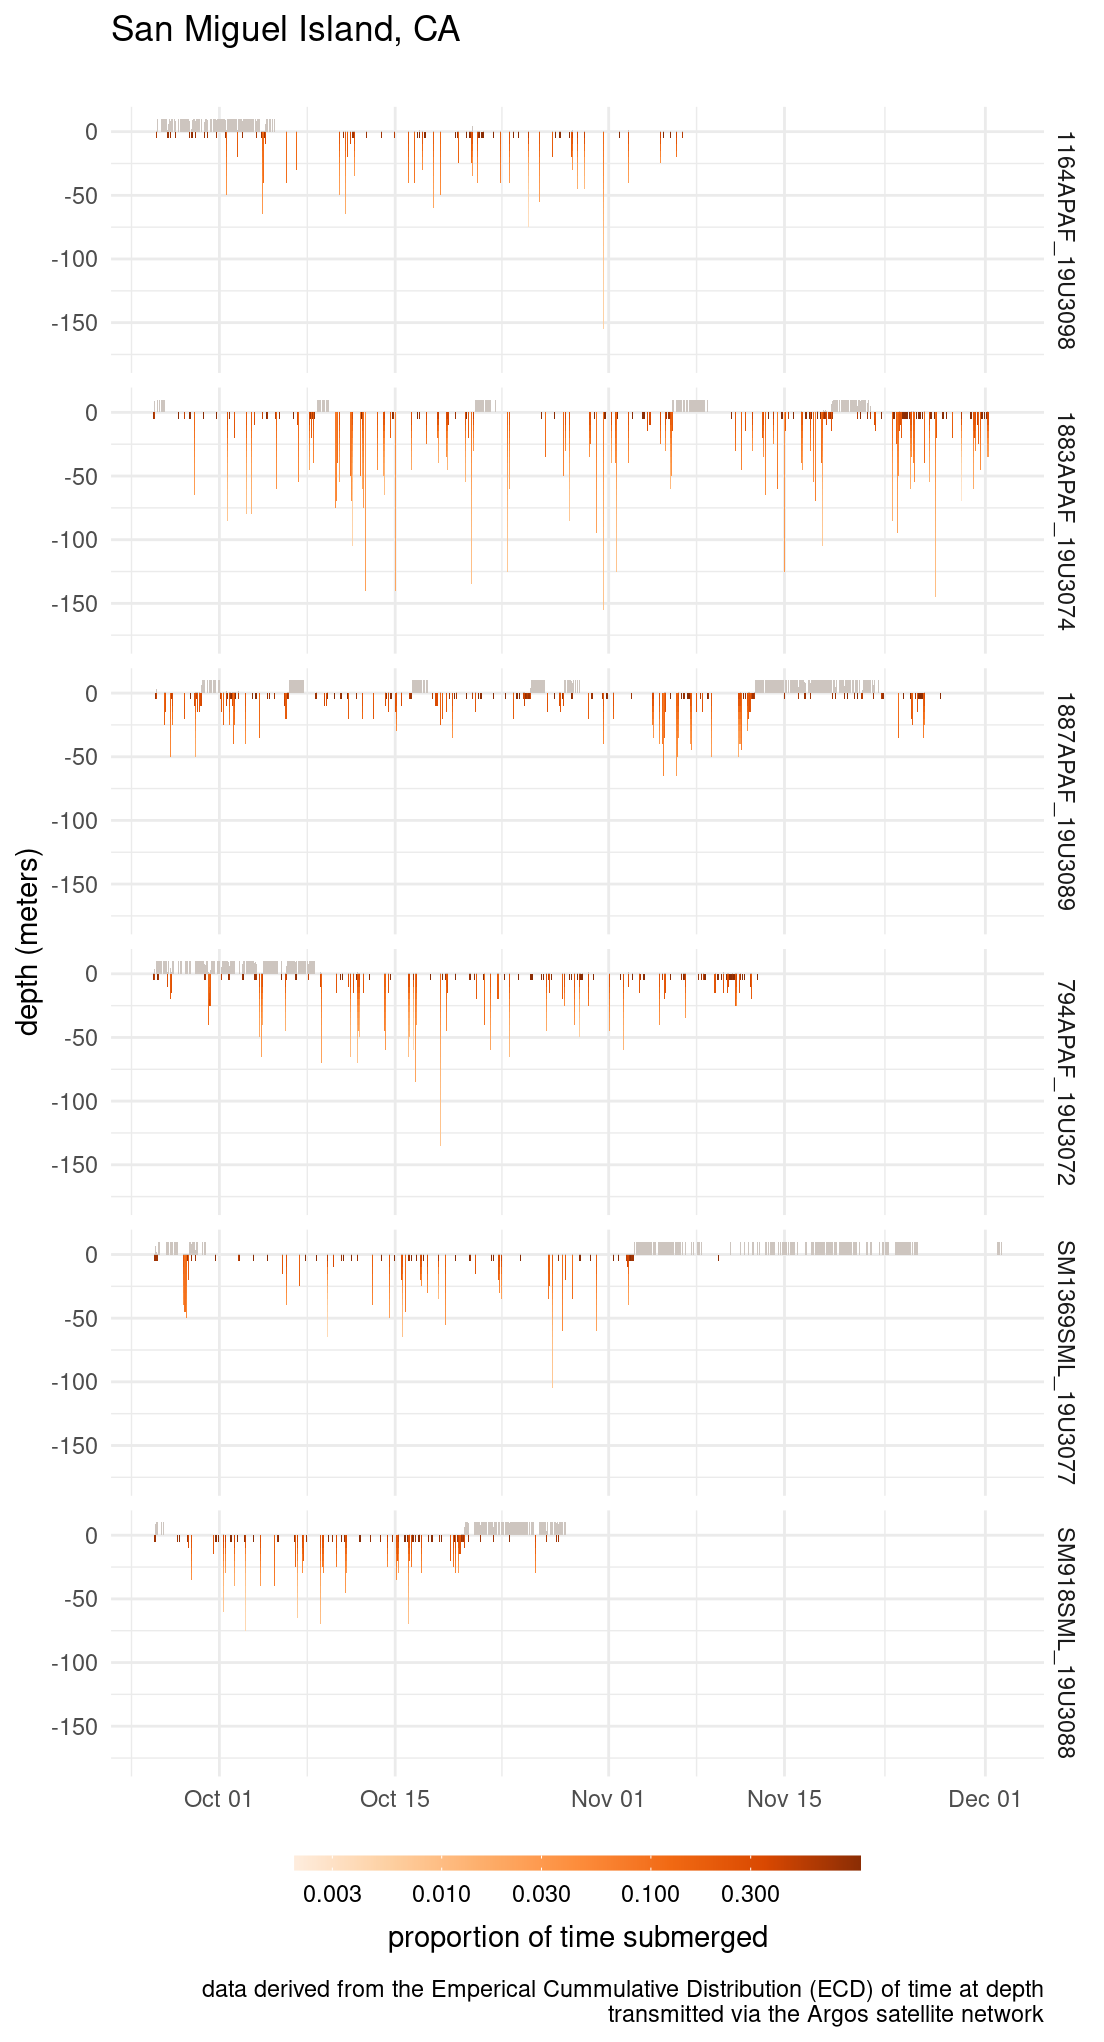 San Miguel Island, CA
0
-50
-100
-150
1164APAF_19U3098
0
-50
-100
-150
1883APAF_19U3074
0
-50
-100
-150
1887APAF_19U3089
depth (meters)
0
-50
-100
-150
794APAF_19U3072
0
-50
-100
-150
SM1369SML_19U3077
0
-50
-100
-150
SM918SML_19U3088
Oct 01 Oct 15 Nov 01 Nov 15 Dec 01
0.003 0.010 0.030 0.100 0.300
proportion of time submerged
data derived from the Emperical Cummulative Distribution (ECD) of time at depth
transmitted via the Argos satellite network